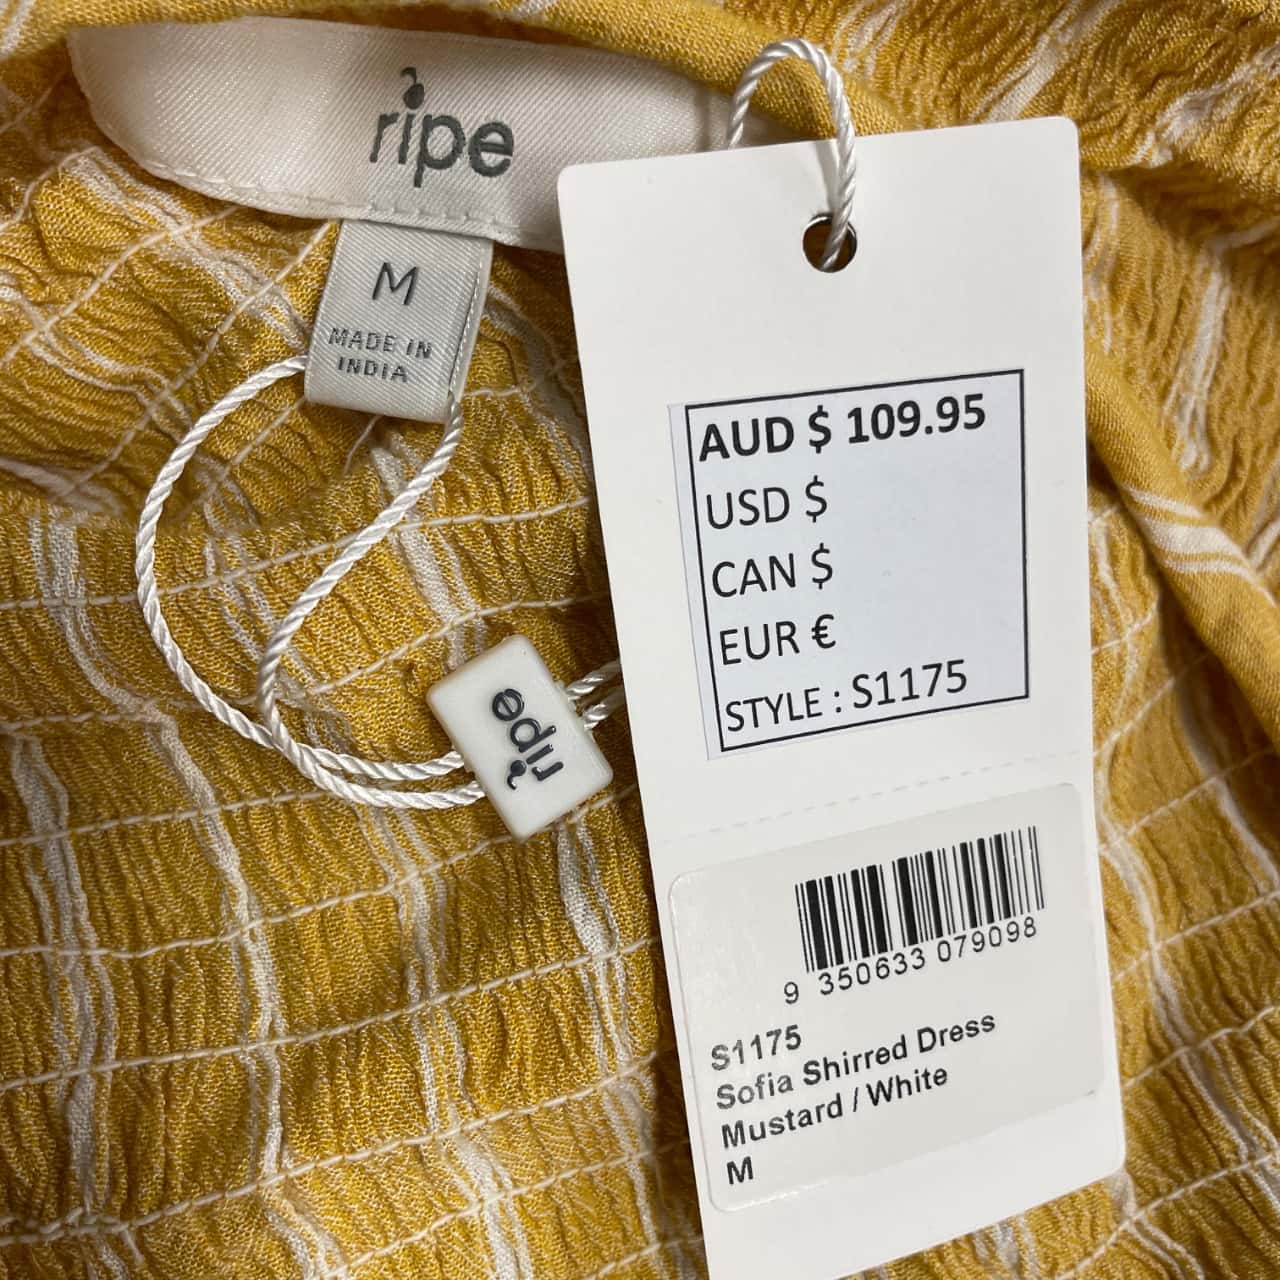 ripe
M
MADE IN
INDIA
ripe
AUD $ 109.95
USD $
CAN $
EUR €
STYLE : S1175
9 350633 079098
S1175
Sofia Shirred Dress
Mustard / White
M